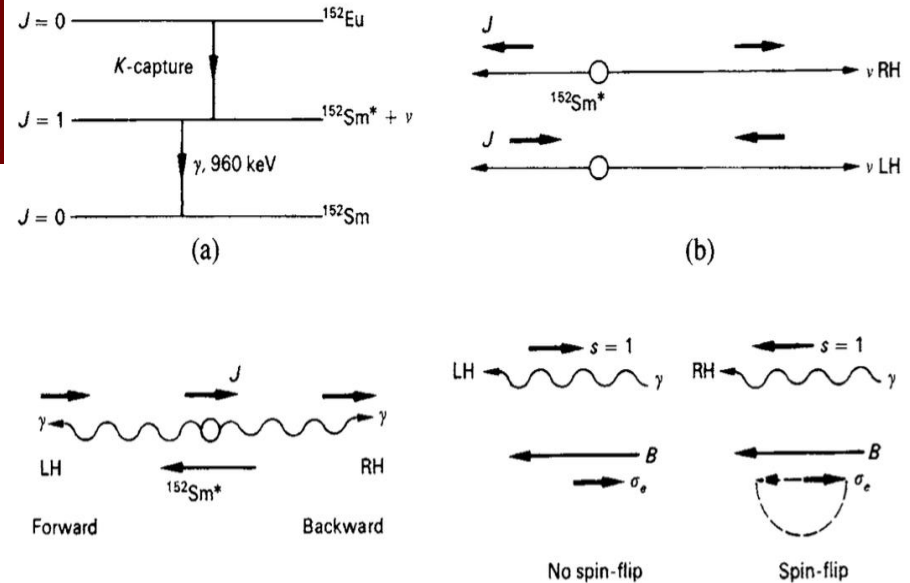 J = 0 ¹⁵²Eu
K-capture
J = 1 ¹⁵²Sm* + ν
γ, 960 keV
J = 0 ¹⁵²Sm
(a)
J
ν RH
¹⁵²Sm*
J
ν LH
(b)
J
γ γ
LH RH
¹⁵²Sm*
Forward Backward
s = 1
LH γ
B
σe
No spin-flip
s = 1
RH γ
B
σe
Spin-flip